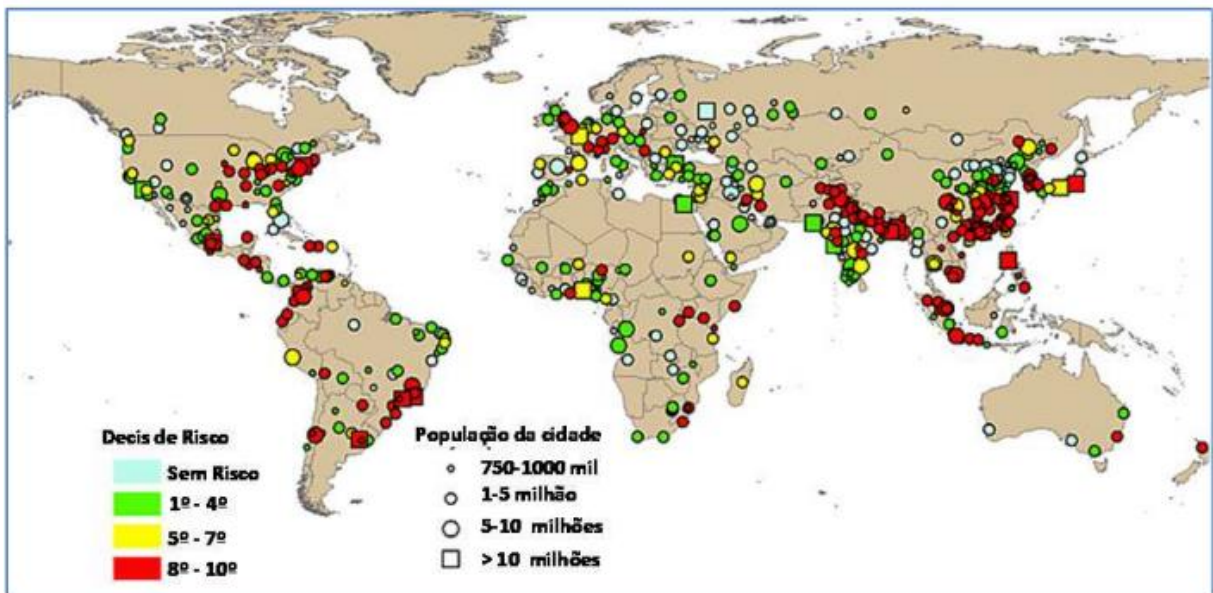 Decis de Risco
Sem Risco
1º - 4º
5º - 7º
8º - 10º
População da cidade
750-1000 mil
1-5 milhão
5-10 milhões
> 10 milhões